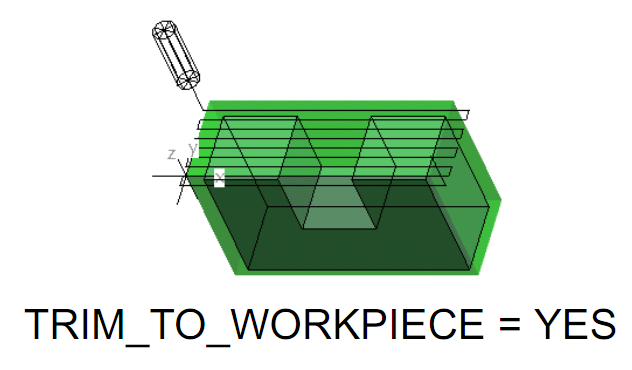 z y
x
TRIM_TO_WORKPIECE = YES